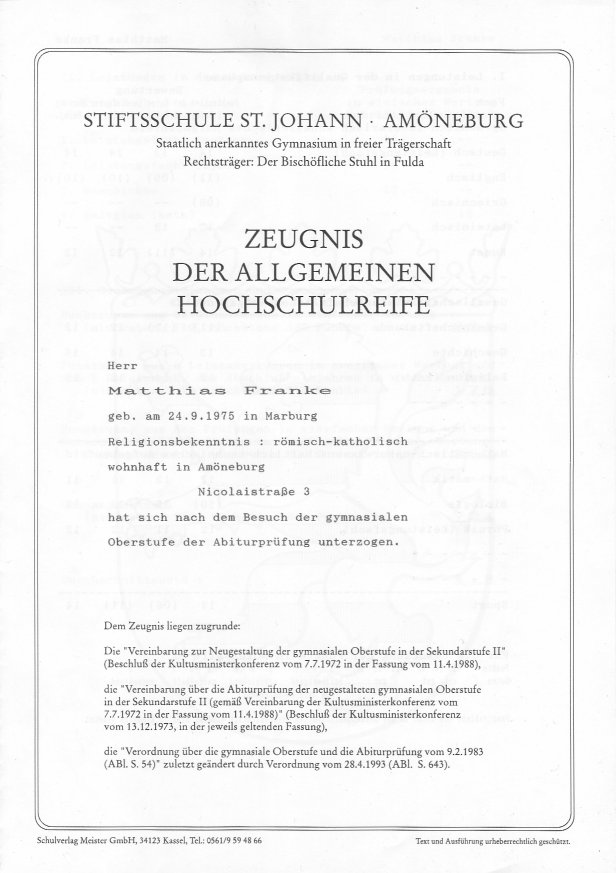 STIFTSSCHULE ST. JOHANN · AMÖNEBURG
Staatlich anerkanntes Gymnasium in freier Trägerschaft
Rechtsträger: Der Bischöfliche Stuhl in Fulda
ZEUGNIS
DER ALLGEMEINEN
HOCHSCHULREIFE
Herr
Matthias Franke
geb. am 24.9.1975 in Marburg
Religionsbekenntnis : römisch-katholisch
wohnhaft in Amöneburg
Nicolaistraße 3
hat sich nach dem Besuch der gymnasialen
Oberstufe der Abiturprüfung unterzogen.
Dem Zeugnis liegen zugrunde:
Die "Vereinbarung zur Neugestaltung der gymnasialen Oberstufe in der Sekundarstufe II"
(Beschluß der Kultusministerkonferenz vom 7.7.1972 in der Fassung vom 11.4.1988),
die "Vereinbarung über die Abiturprüfung der neugestalteten gymnasialen Oberstufe
in der Sekundarstufe II (gemäß Vereinbarung der Kultusministerkonferenz vom
7.7.1972 in der Fassung vom 11.4.1988)" (Beschluß der Kultusministerkonferenz
vom 13.12.1973, in der jeweils geltenden Fassung),
die "Verordnung über die gymnasiale Oberstufe und die Abiturprüfung vom 9.2.1983
(ABl. S. 54)" zuletzt geändert durch Verordnung vom 28.4.1993 (ABl. S. 643).
Schulverlag Meister GmbH, 34123 Kassel, Tel.: 0561/9 59 48 66
Text und Ausführung urheberrechtlich geschützt.